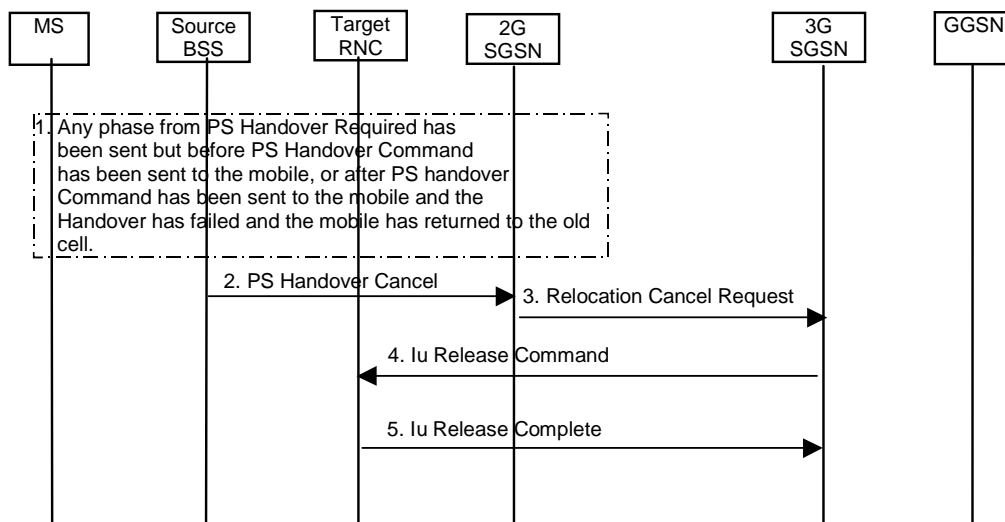 MS
Source
BSS
Target
RNC
2G
SGSN
3G
SGSN
GGSN
1. Any phase from PS Handover Required has
been sent but before PS Handover Command
has been sent to the mobile, or after PS handover
Command has been sent to the mobile and the
Handover has failed and the mobile has returned to the old
cell.
2. PS Handover Cancel
3. Relocation Cancel Request
4. Iu Release Command
5. Iu Release Complete